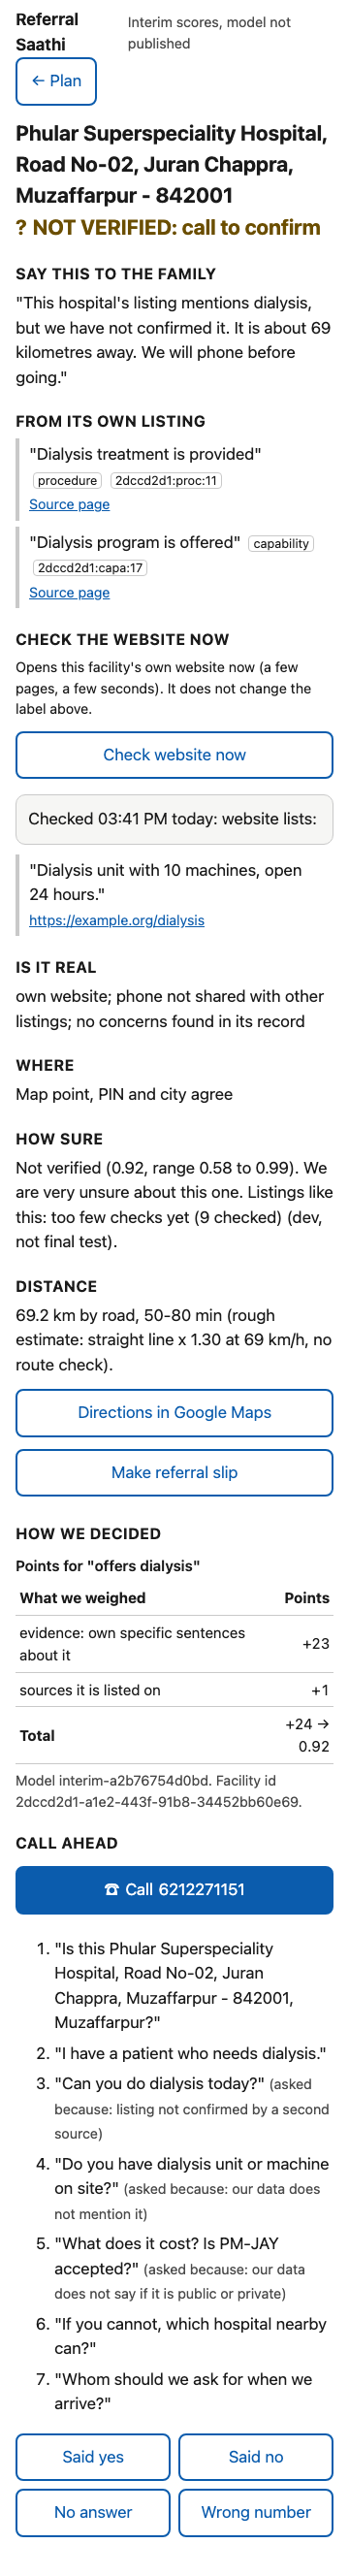 Referral Saathi
Interim scores, model not published
← Plan
Phular Superspeciality Hospital,
Road No-02, Juran Chappra,
Muzaffarpur - 842001
? NOT VERIFIED: call to confirm
SAY THIS TO THE FAMILY
"This hospital's listing mentions dialysis,
but we have not confirmed it. It is about 69
kilometres away. We will phone before
going."
FROM ITS OWN LISTING
"Dialysis treatment is provided"
procedure 2dccd2d1:proc:11
Source page
"Dialysis program is offered" capability
2dccd2d1:capa:17
Source page
CHECK THE WEBSITE NOW
Opens this facility's own website now (a few
pages, a few seconds). It does not change the
label above.
Check website now
Checked 03:41 PM today: website lists:
"Dialysis unit with 10 machines, open
24 hours."
https://example.org/dialysis
IS IT REAL
own website; phone not shared with other
listings; no concerns found in its record
WHERE
Map point, PIN and city agree
HOW SURE
Not verified (0.92, range 0.58 to 0.99). We
are very unsure about this one. Listings like
this: too few checks yet (9 checked) (dev,
not final test).
DISTANCE
69.2 km by road, 50-80 min (rough
estimate: straight line x 1.30 at 69 km/h, no
route check).
Directions in Google Maps
Make referral slip
HOW WE DECIDED
Points for "offers dialysis"
What we weighed Points
evidence: own specific sentences
about it +23
sources it is listed on +1
Total +24 →
0.92
Model interim-a2b76754d0bd. Facility id
2dccd2d1-a1e2-443f-91b8-34452bb60e69.
CALL AHEAD
☎ Call 6212271151
1. "Is this Phular Superspeciality
Hospital, Road No-02, Juran
Chappra, Muzaffarpur - 842001,
Muzaffarpur?"
2. "I have a patient who needs dialysis."
3. "Can you do dialysis today?" (asked
because: listing not confirmed by a second
source)
4. "Do you have dialysis unit or machine
on site?" (asked because: our data does
not mention it)
5. "What does it cost? Is PM-JAY
accepted?" (asked because: our data
does not say if it is public or private)
6. "If you cannot, which hospital nearby
can?"
7. "Whom should we ask for when we
arrive?"
Said yes Said no
No answer Wrong number